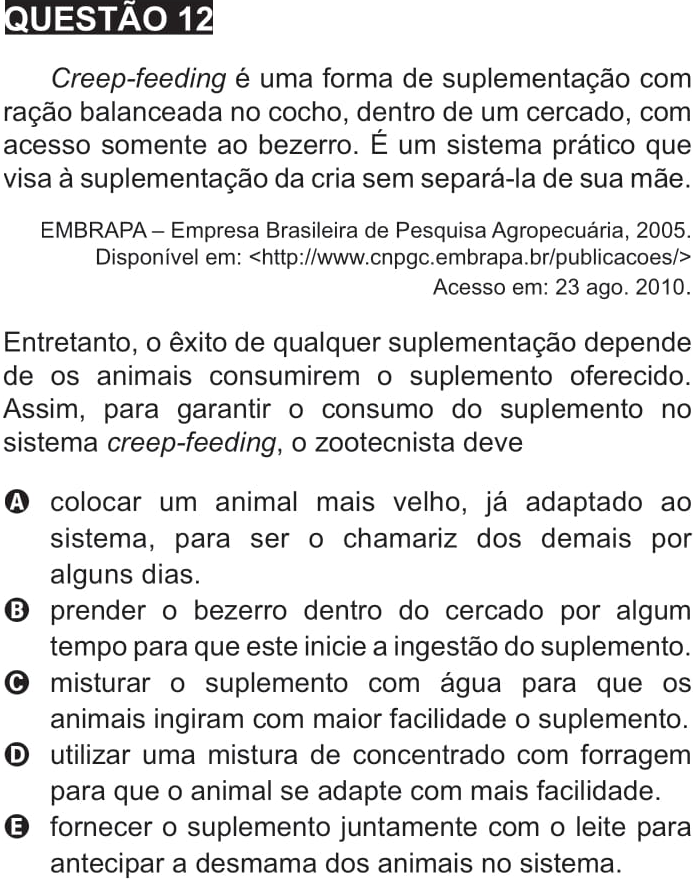 QUESTÃO 12
Creep-feeding é uma forma de suplementação com
ração balanceada no cocho, dentro de um cercado, com
acesso somente ao bezerro. É um sistema prático que
visa à suplementação da cria sem separá-la de sua mãe.
EMBRAPA – Empresa Brasileira de Pesquisa Agropecuária, 2005.
Disponível em: <http://www.cnpgc.embrapa.br/publicacoes/>
Acesso em: 23 ago. 2010.
Entretanto, o êxito de qualquer suplementação depende
de os animais consumirem o suplemento oferecido.
Assim, para garantir o consumo do suplemento no
sistema creep-feeding, o zootecnista deve
A colocar um animal mais velho, já adaptado ao
sistema, para ser o chamariz dos demais por
alguns dias.
B prender o bezerro dentro do cercado por algum
tempo para que este inicie a ingestão do suplemento.
C misturar o suplemento com água para que os
animais ingiram com maior facilidade o suplemento.
D utilizar uma mistura de concentrado com forragem
para que o animal se adapte com mais facilidade.
E fornecer o suplemento juntamente com o leite para
antecipar a desmama dos animais no sistema.